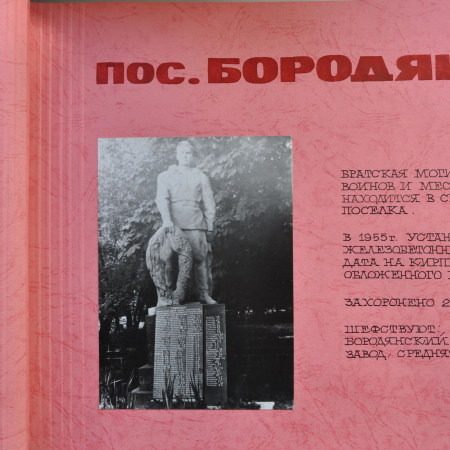 пос. БОРОДЯ
БРАТСКАЯ МОГИ
ВОИНОВ И МЕС
НАХОДИТСЯ В С
ПОСЕЛКА.
В 1955г. УСТАН
ЖЕЛЕЗОБЕТОНН
ДАТА НА КИРП
ОБЛОЖЕННОГО
ЗАХОРОНЕНО 2
ШЕФСТВУЮТ:
БОРОДЯНСКИЙ
ЗАВОД, СРЕДНЯ